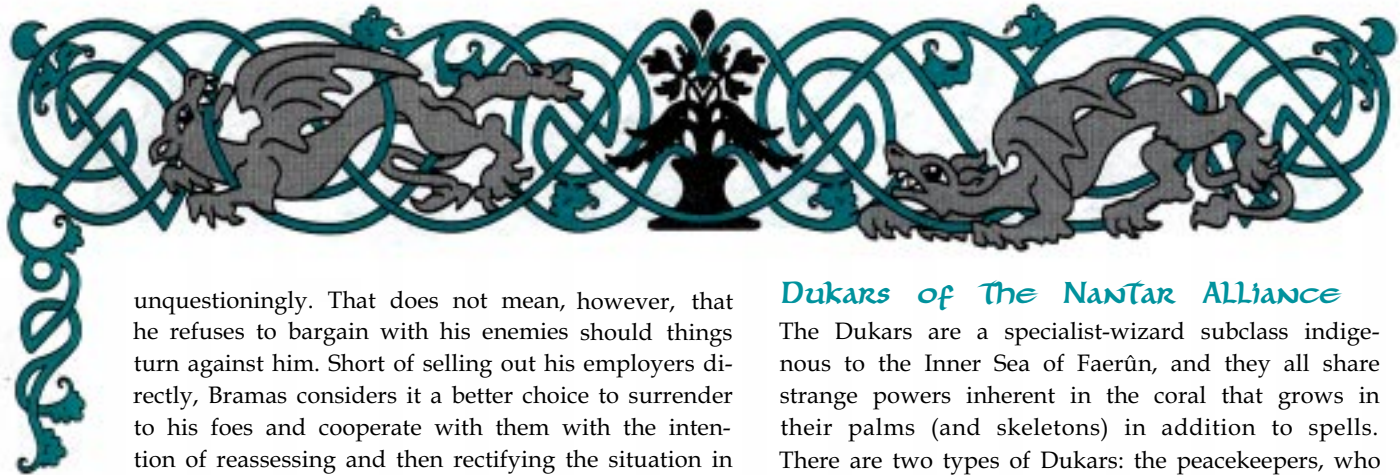 unquestioningly. That does not mean, however, that
he refuses to bargain with his enemies should things
turn against him. Short of selling out his employers di-
rectly, Bramas considers it a better choice to surrender
to his foes and cooperate with them with the inten-
tion of reassessing and then rectifying the situation in
Dukars of the Nantar Alliance
The Dukars are a specialist-wizard subclass indige-
nous to the Inner Sea of Faerûn, and they all share
strange powers inherent in the coral that grows in
their palms (and skeletons) in addition to spells.
There are two types of Dukars: the peacekeepers, who